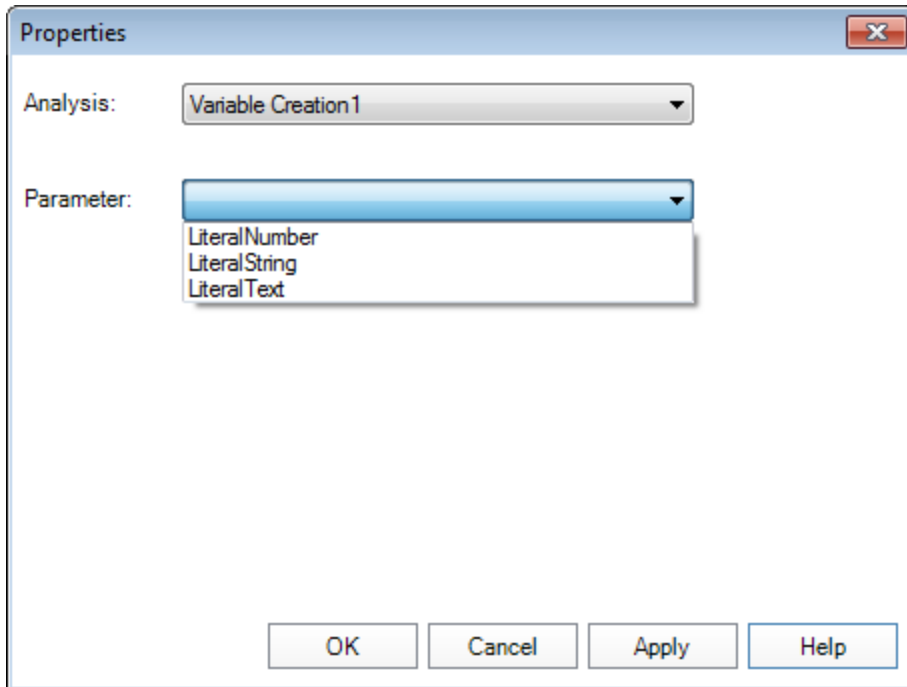 Properties
Analysis: Variable Creation1
Parameter:
LiteralNumber
LiteralString
LiteralText
OK Cancel Apply Help